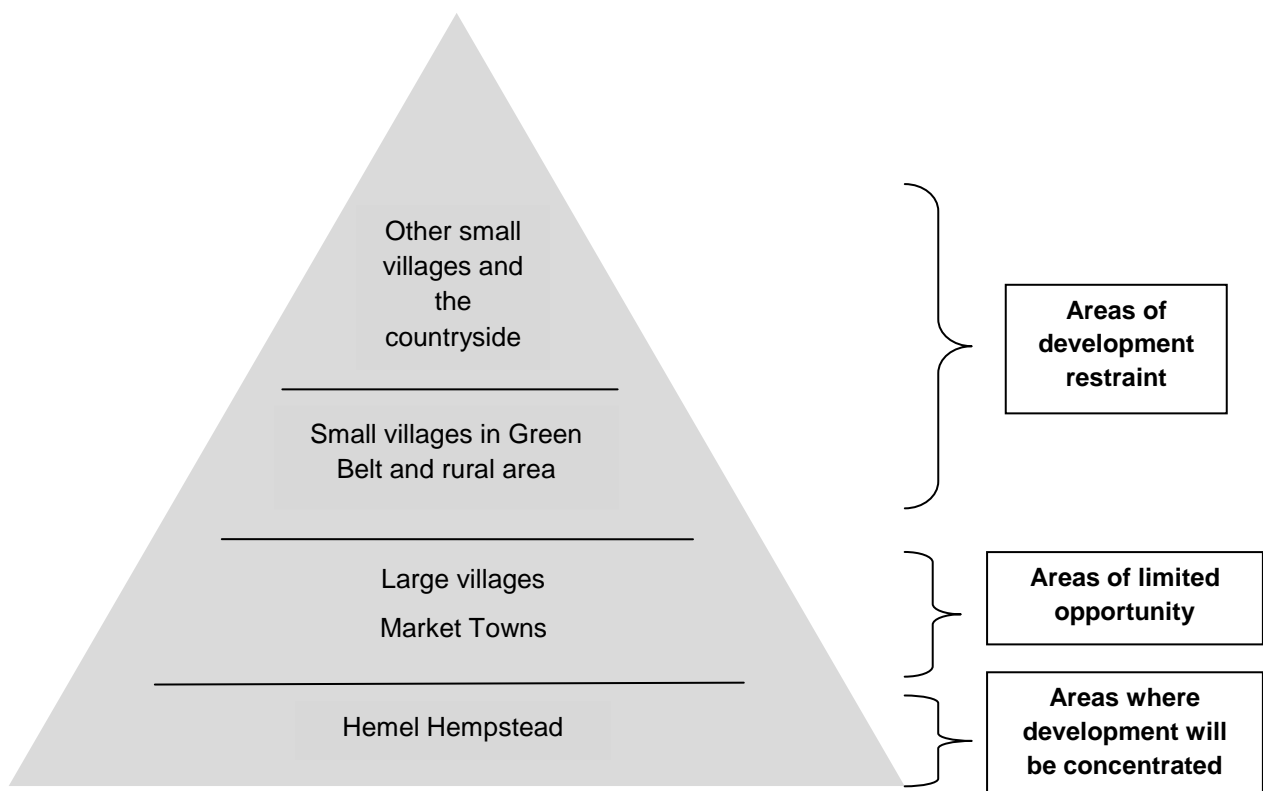 Other small
villages and
the
countryside
Areas of
development
restraint
Small villages in Green
Belt and rural area
Large villages
Market Towns
Areas of limited
opportunity
Hemel Hempstead
Areas where
development will
be concentrated